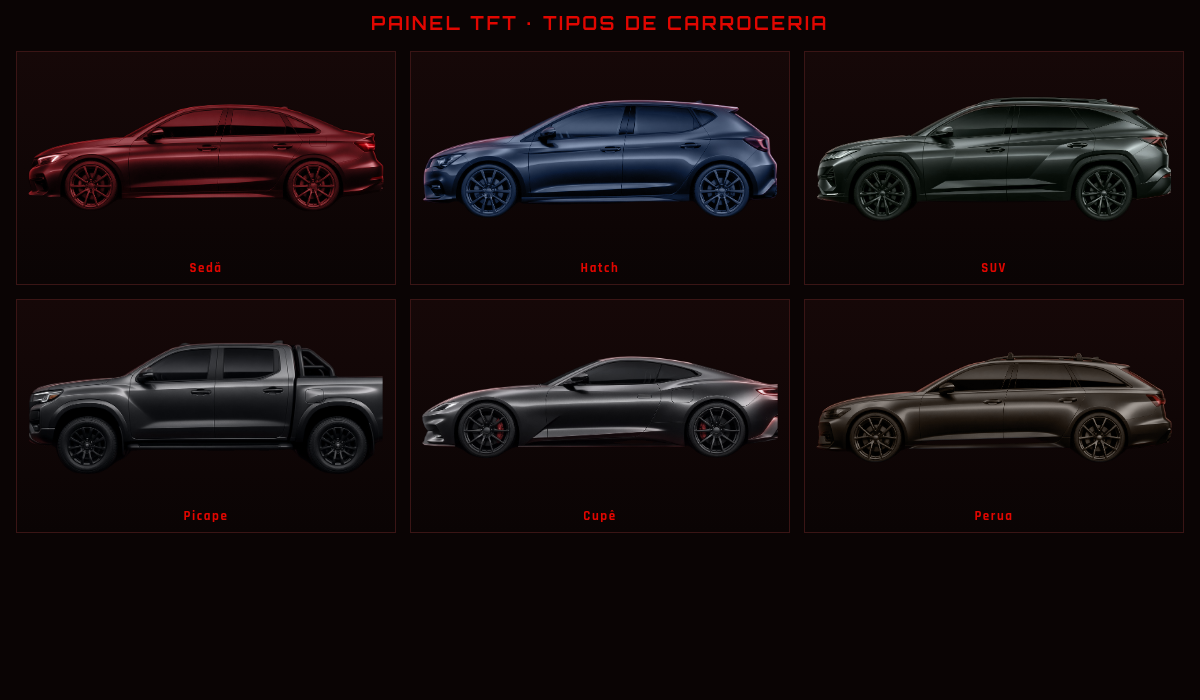 PAINEL TFT · TIPOS DE CARROCERIA
Sedã
Hatch
SUV
Picape
Cupê
Perua